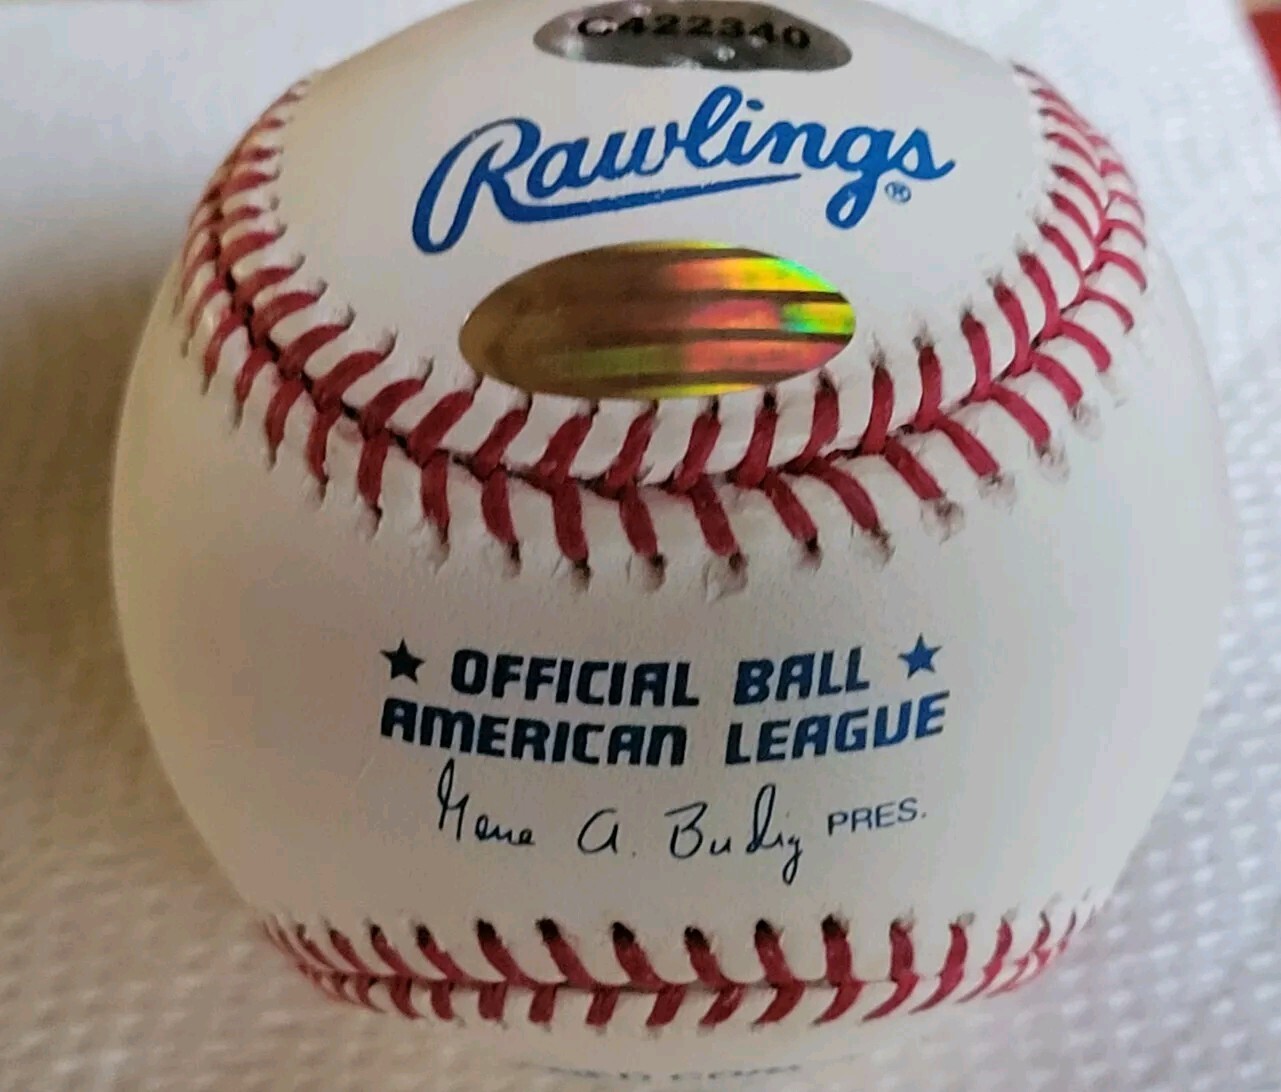 C422340
Rawlings®
★ OFFICIAL BALL ★
AMERICAN LEAGUE
Gene A. Budig PRES.